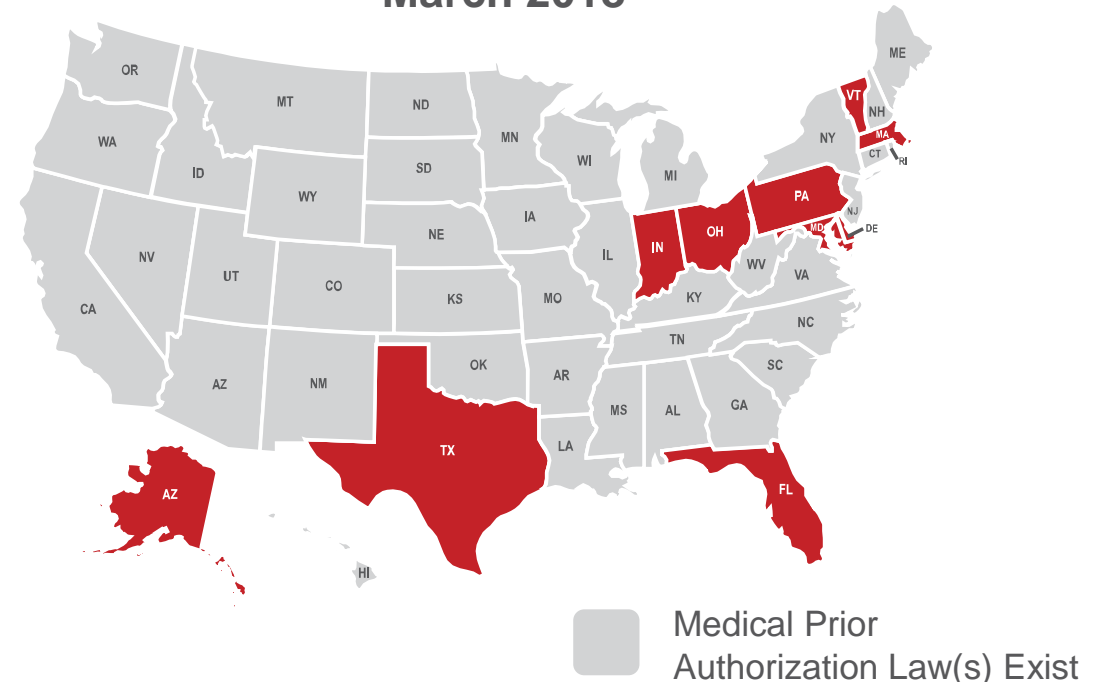 March
ME
OR
VT
MT
ND
NH
MN
MA
NY
WA
CT
RI
WI
SD
ID
MI
WY
PA
IA
NJ
NE
MD
DE
OH
IN
NV
IL
WV
UT
VA
CO
KS
MO
KY
CA
NC
TN
OK
SC
AR
AZ
NM
GA
MS
AL
LA
TX
FL
AZ
HI
Medical Prior
Authorization Law(s) Exist